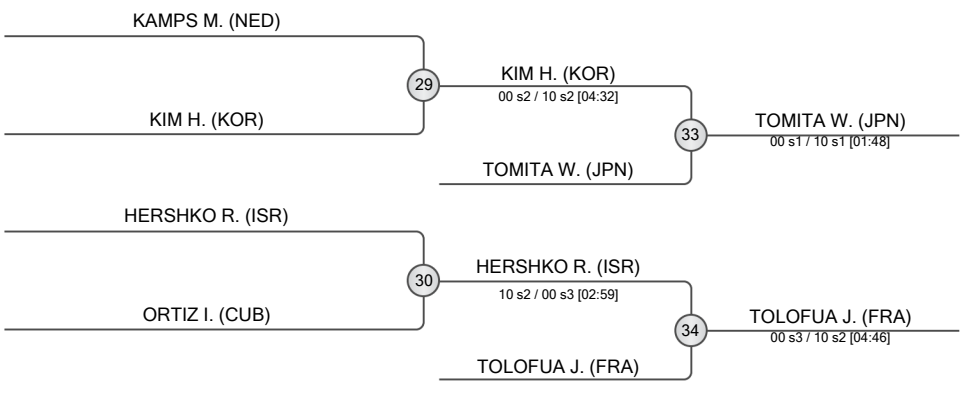 KAMPS M. (NED)
29
KIM H. (KOR)
00 s2 / 10 s2 [04:32]
KIM H. (KOR)
33
TOMITA W. (JPN)
00 s1 / 10 s1 [01:48]
TOMITA W. (JPN)
HERSHKO R. (ISR)
30
HERSHKO R. (ISR)
10 s2 / 00 s3 [02:59]
ORTIZ I. (CUB)
34
TOLOFUA J. (FRA)
00 s3 / 10 s2 [04:46]
TOLOFUA J. (FRA)